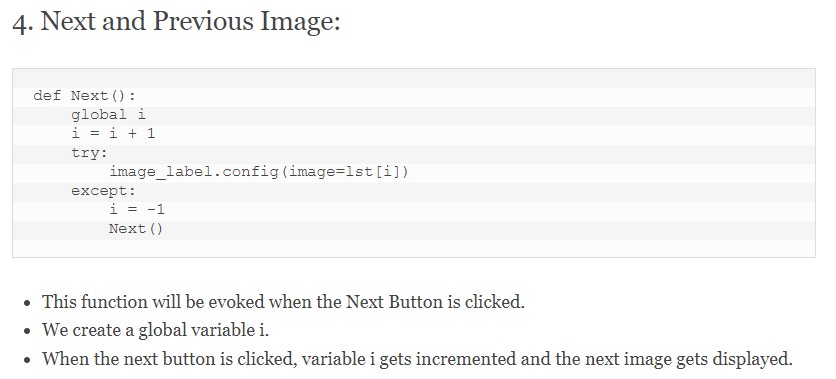 4. Next and Previous Image:
def Next():
    global i
    i = i + 1
    try:
        image_label.config(image=lst[i])
    except:
        i = -1
        Next()
• This function will be evoked when the Next Button is clicked.
• We create a global variable i.
• When the next button is clicked, variable i gets incremented and the next image gets displayed.